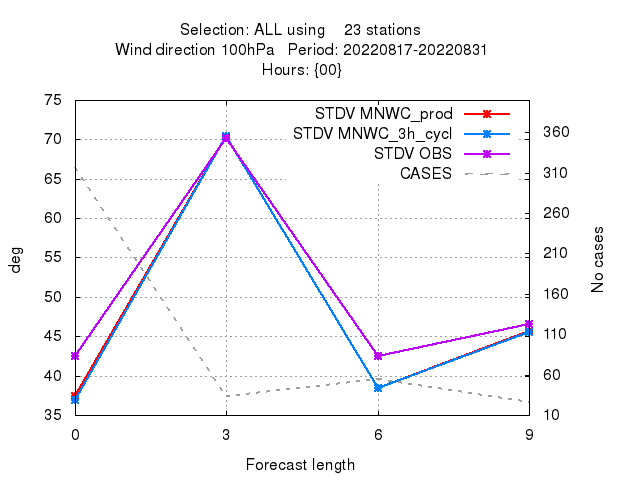 Selection: ALL using 23 stations
Wind direction 100hPa Period: 20220817-20220831
Hours: {00}
STDV MNWC_prod
STDV MNWC_3h_cycl
STDV OBS
CASES
75
70
65
60
55
50
45
40
35
deg
360
310
260
210
160
110
60
10
No cases
0 3 6 9
Forecast length